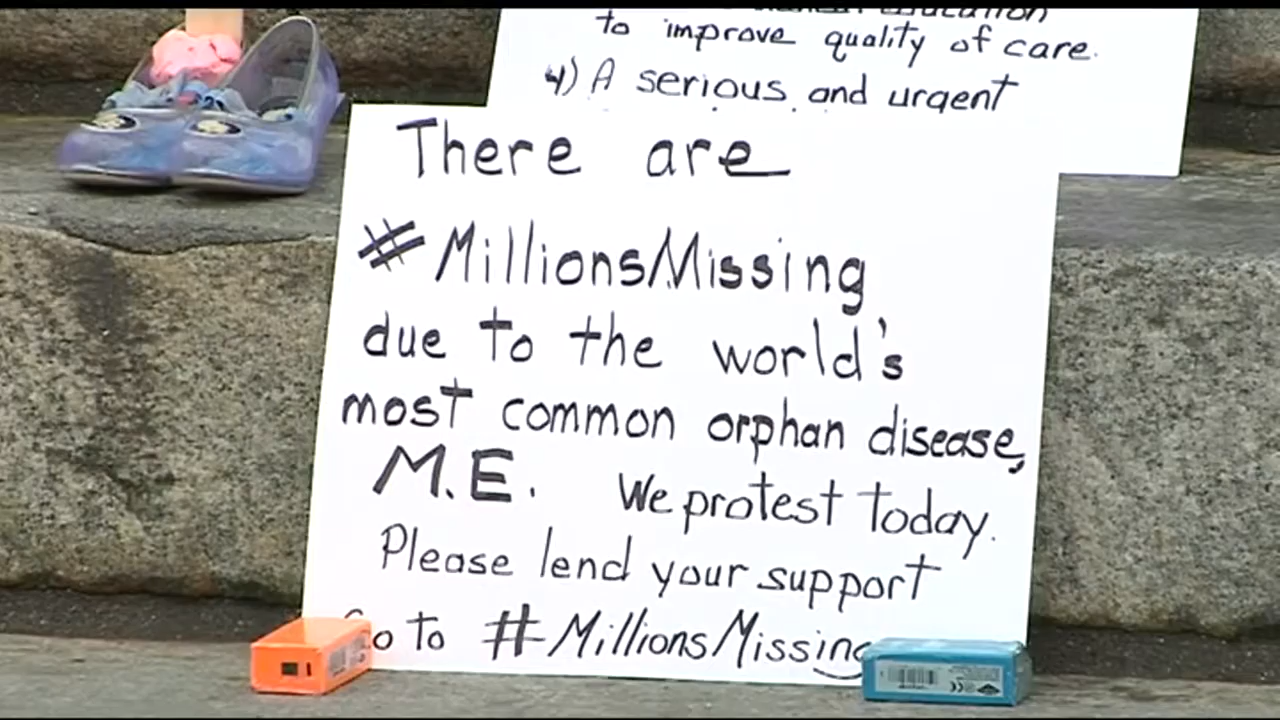 to improve quality of care.
4) A serious and urgent
There are
#MillionsMissing
due to the world's
most common orphan disease,
M.E. We protest today.
Please lend your support
Go to #MillionsMissing